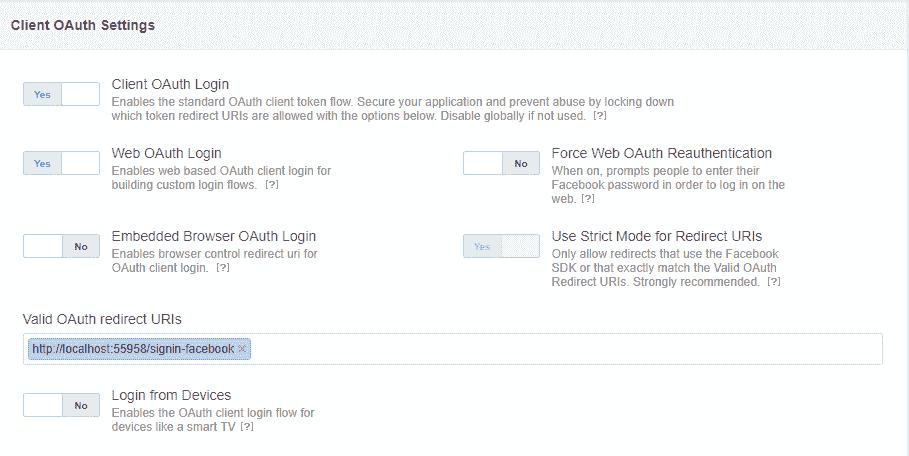 Client OAuth Settings
Yes
Client OAuth Login
Enables the standard OAuth client token flow. Secure your application and prevent abuse by locking down
which token redirect URIs are allowed with the options below. Disable globally if not used. [?]
Yes
Web OAuth Login
Enables web based OAuth client login for
building custom login flows. [?]
No
Force Web OAuth Reauthentication
When on, prompts people to enter their
Facebook password in order to log in on the
web. [?]
No
Embedded Browser OAuth Login
Enables browser control redirect uri for
OAuth client login. [?]
Yes
Use Strict Mode for Redirect URIs
Only allow redirects that use the Facebook
SDK or that exactly match the Valid OAuth
Redirect URIs. Strongly recommended. [?]
Valid OAuth redirect URIs
http://localhost:55958/signin-facebook ×
No
Login from Devices
Enables the OAuth client login flow for
devices like a smart TV [?]